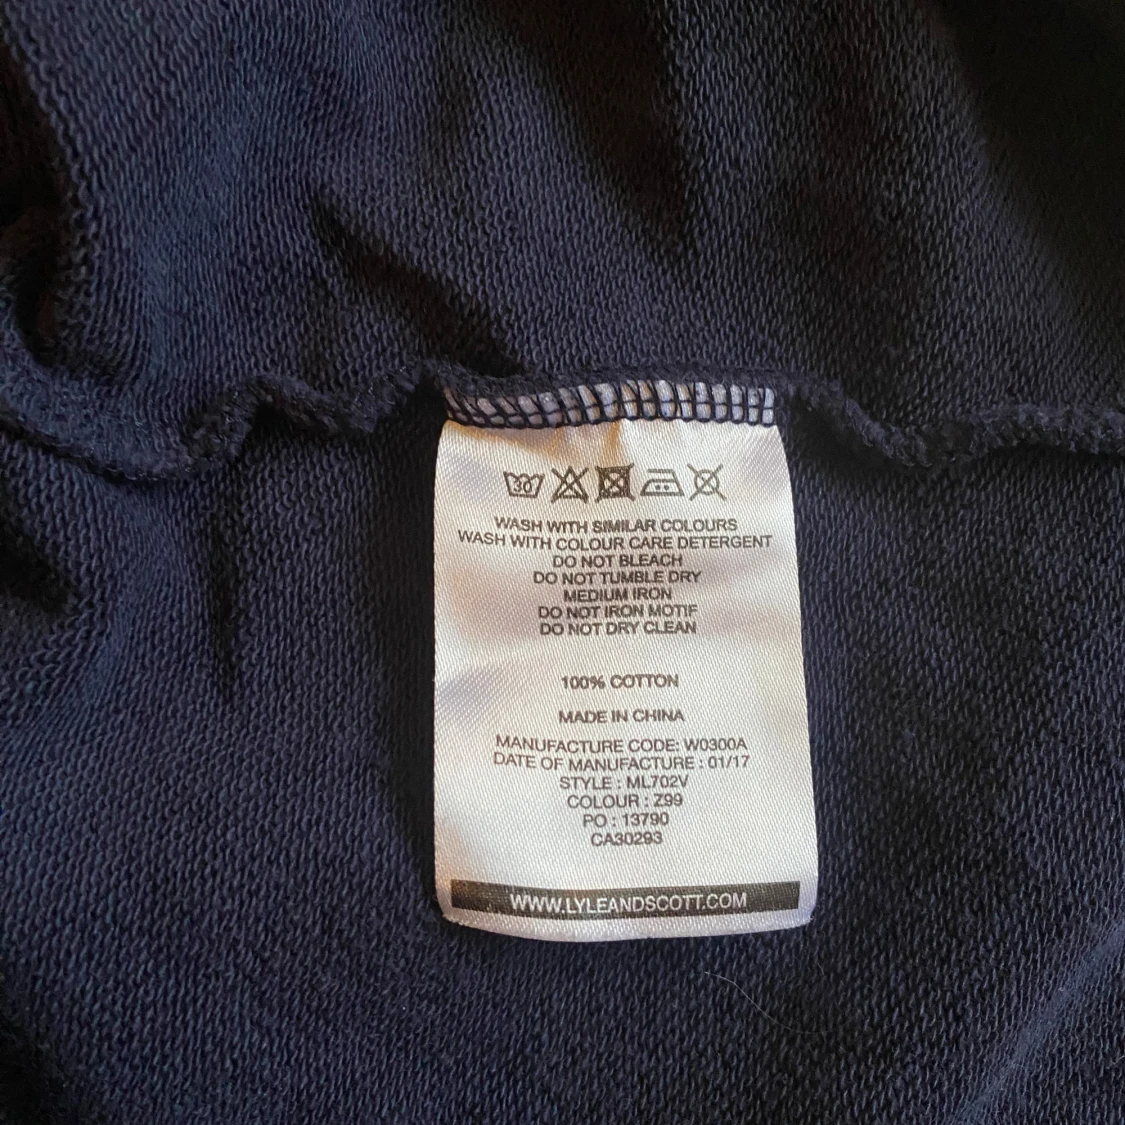 30
WASH WITH SIMILAR COLOURS
WASH WITH COLOUR CARE DETERGENT
DO NOT BLEACH
DO NOT TUMBLE DRY
MEDIUM IRON
DO NOT IRON MOTIF
DO NOT DRY CLEAN
100% COTTON
MADE IN CHINA
MANUFACTURE CODE: W0300A
DATE OF MANUFACTURE : 01/17
STYLE : ML702V
COLOUR : Z99
PO : 13790
CA30293
WWW.LYLEANDSCOTT.COM